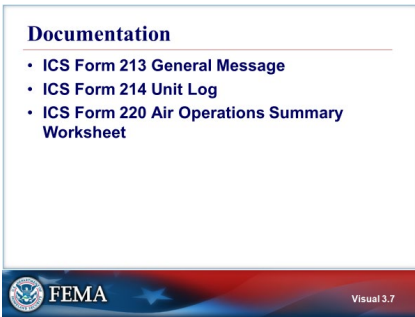 Documentation
• ICS Form 213 General Message
• ICS Form 214 Unit Log
• ICS Form 220 Air Operations Summary
Worksheet
FEMA
Visual 3.7